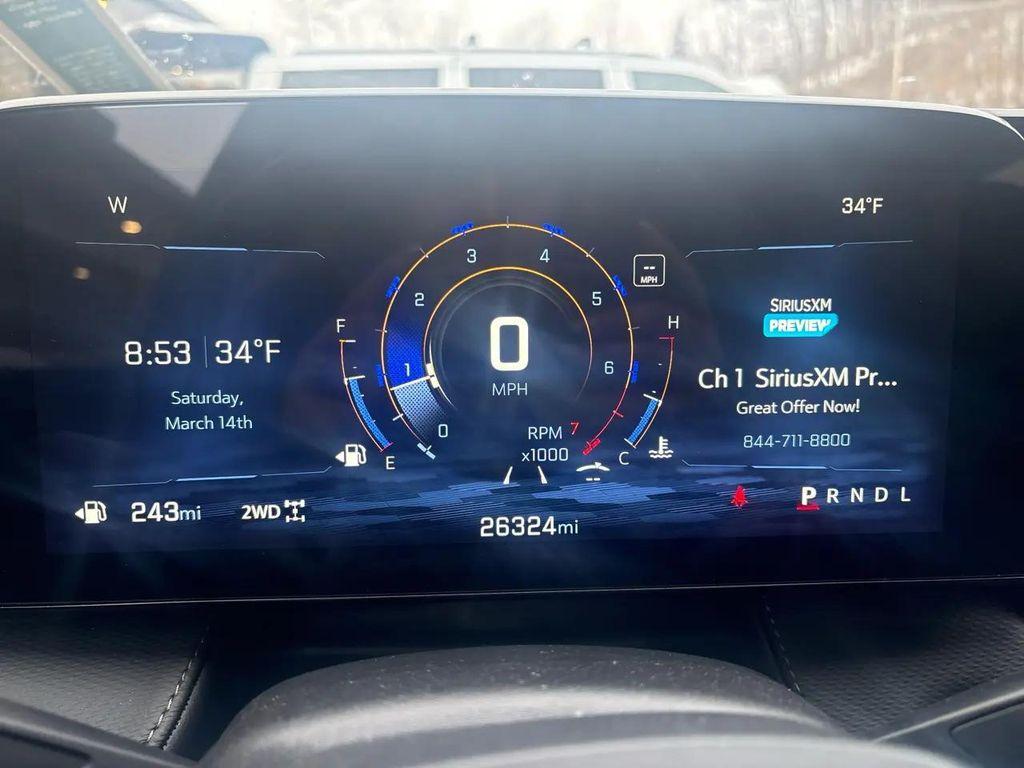 W
34°F
8:53 34°F
Saturday,
March 14th
F
E
0
1
2
3
4
5
6
7
0
MPH
RPM
x1000
--
MPH
H
C
SIRIUSXM
PREVIEW
Ch 1 SiriusXM Pr...
Great Offer Now!
844-711-8800
243mi
2WD
--
26324mi
P R N D L